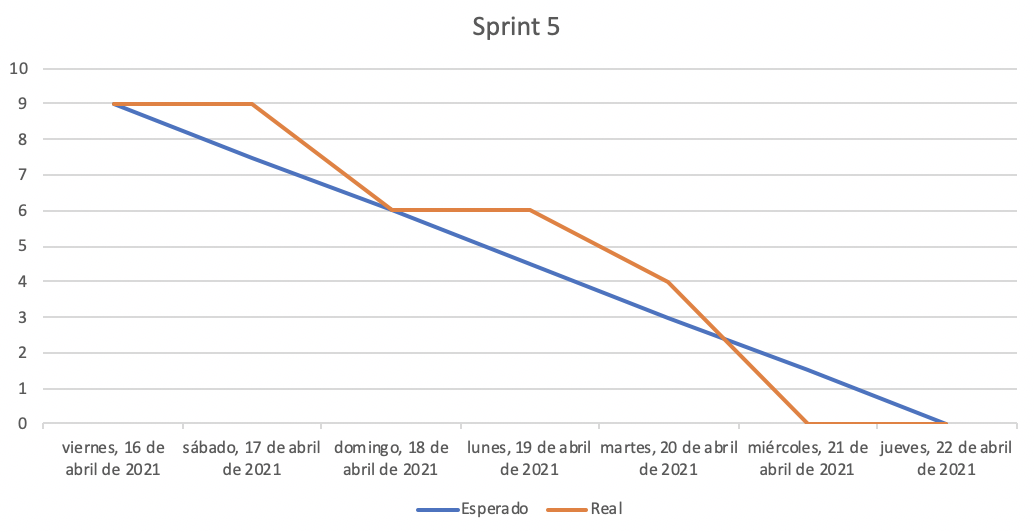 Sprint 5
10
9
8
7
6
5
4
3
2
1
0
viernes, 16 de
abril de 2021
sábado, 17 de abril
de 2021
domingo, 18 de
abril de 2021
lunes, 19 de abril
de 2021
martes, 20 de abril
de 2021
miércoles, 21 de
abril de 2021
jueves, 22 de abril
de 2021
Esperado
Real